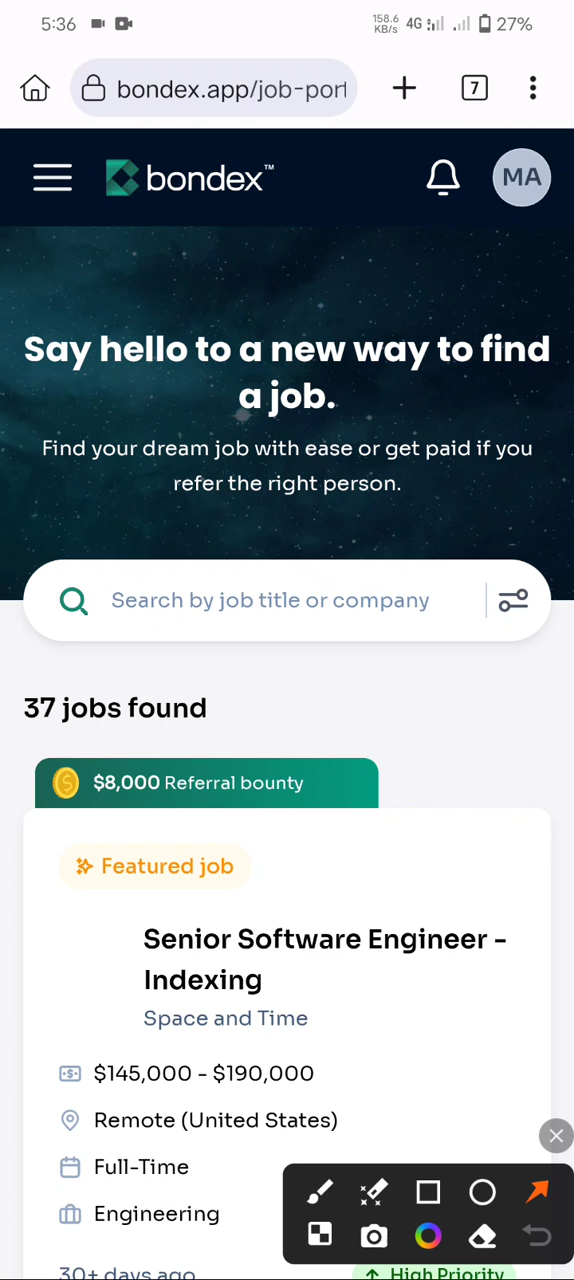 5:36 158.6 KB/s 4G 27%
bondex.app/job-port 7
bondex™ MA
Say hello to a new way to find
a job.
Find your dream job with ease or get paid if you
refer the right person.
Search by job title or company
37 jobs found
$8,000 Referral bounty
Featured job
Senior Software Engineer -
Indexing
Space and Time
$145,000 - $190,000
Remote (United States)
Full-Time
Engineering
30+ days ago High Priority